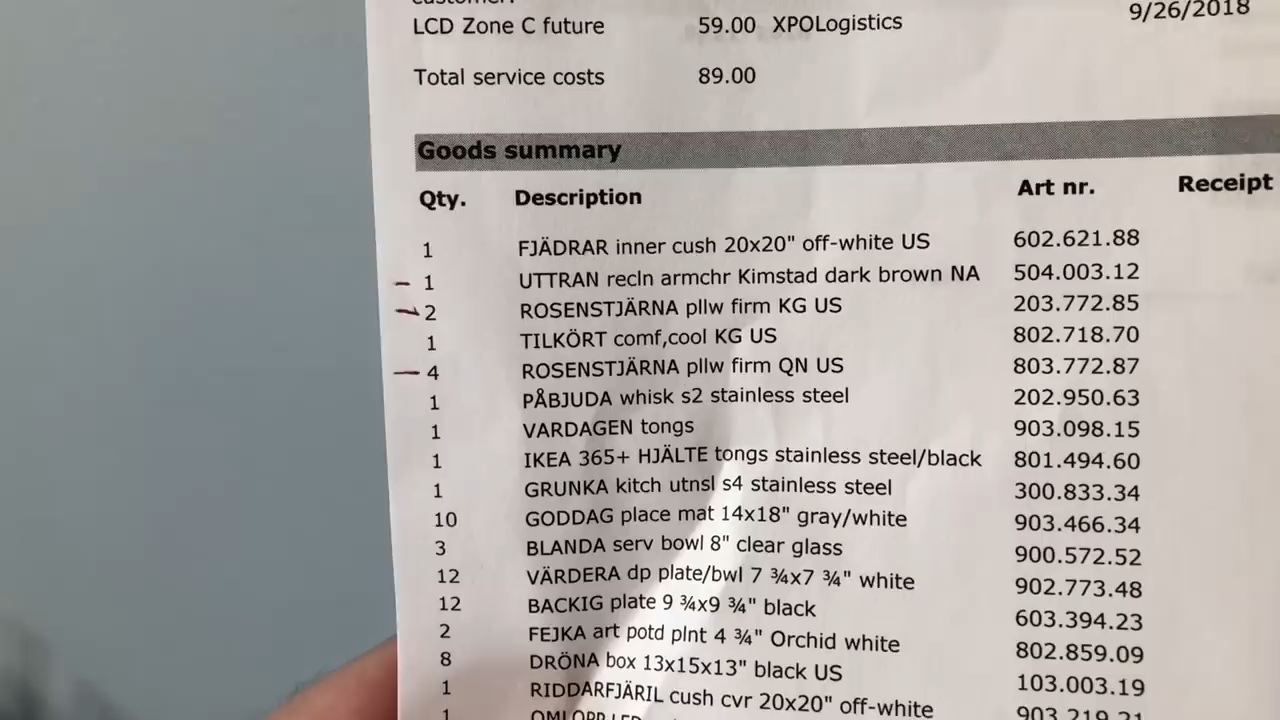 customer:
LCD Zone C future 59.00 XPOLogistics 9/26/2018
Total service costs 89.00
Goods summary
Qty. Description Art nr. Receipt
1 FJÄDRAR inner cush 20x20" off-white US 602.621.88
1 UTTRAN recln armchr Kimstad dark brown NA 504.003.12
2 ROSENSTJÄRNA pllw firm KG US 203.772.85
1 TILKÖRT comf,cool KG US 802.718.70
4 ROSENSTJÄRNA pllw firm QN US 803.772.87
1 PÅBJUDA whisk s2 stainless steel 202.950.63
1 VARDAGEN tongs 903.098.15
1 IKEA 365+ HJÄLTE tongs stainless steel/black 801.494.60
1 GRUNKA kitch utnsl s4 stainless steel 300.833.34
10 GODDAG place mat 14x18" gray/white 903.466.34
3 BLANDA serv bowl 8" clear glass 900.572.52
12 VÄRDERA dp plate/bwl 7 ¾x7 ¾" white 902.773.48
12 BACKIG plate 9 ¾x9 ¾" black 603.394.23
2 FEJKA art potd plnt 4 ¾" Orchid white 802.859.09
8 DRÖNA box 13x15x13" black US 103.003.19
1 RIDDARFJÄRIL cush cvr 20x20" off-white 903.219.21
1